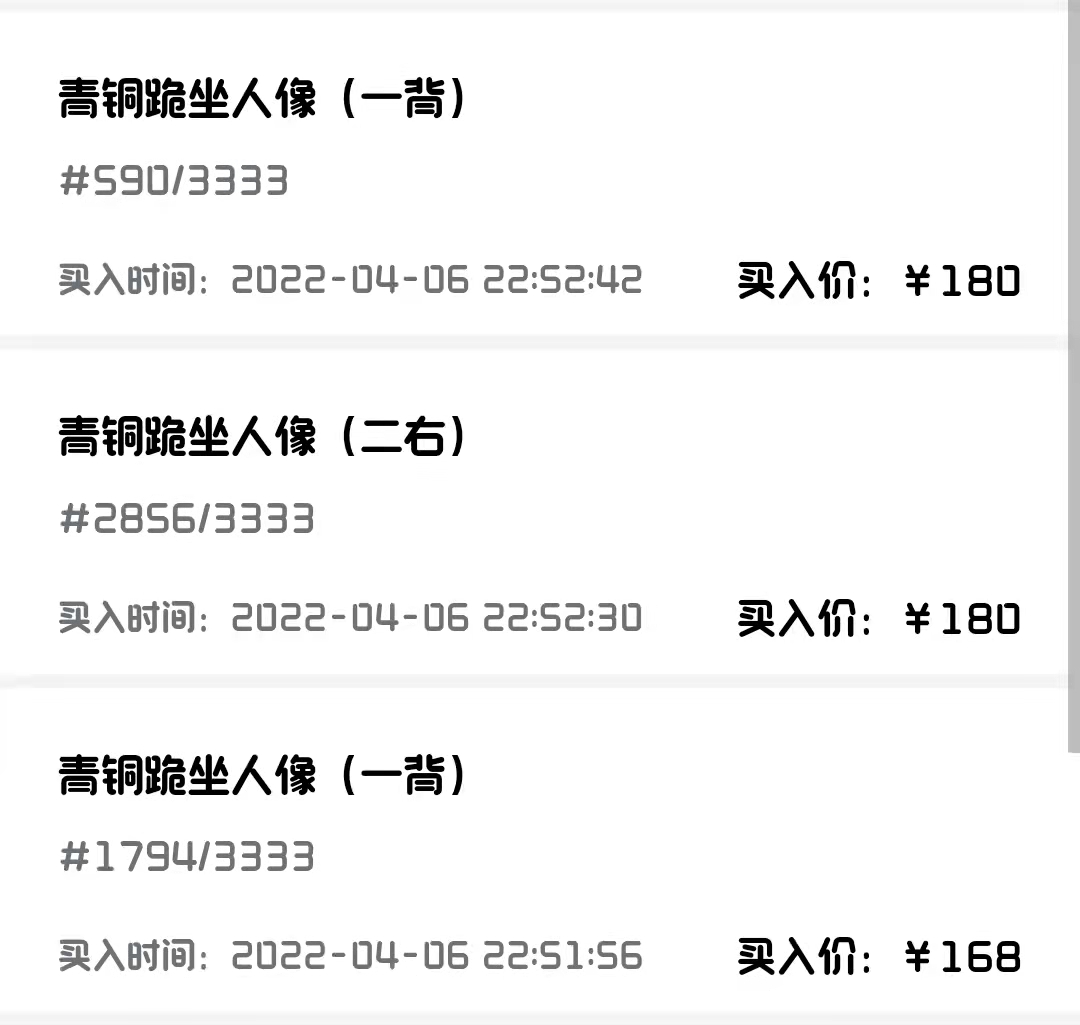 青铜跪坐人像（一背）
#590/3333
买入时间：2022-04-06 22:52:42 买入价：￥180
青铜跪坐人像（二右）
#2856/3333
买入时间：2022-04-06 22:52:30 买入价：￥180
青铜跪坐人像（一背）
#1794/3333
买入时间：2022-04-06 22:51:56 买入价：￥168